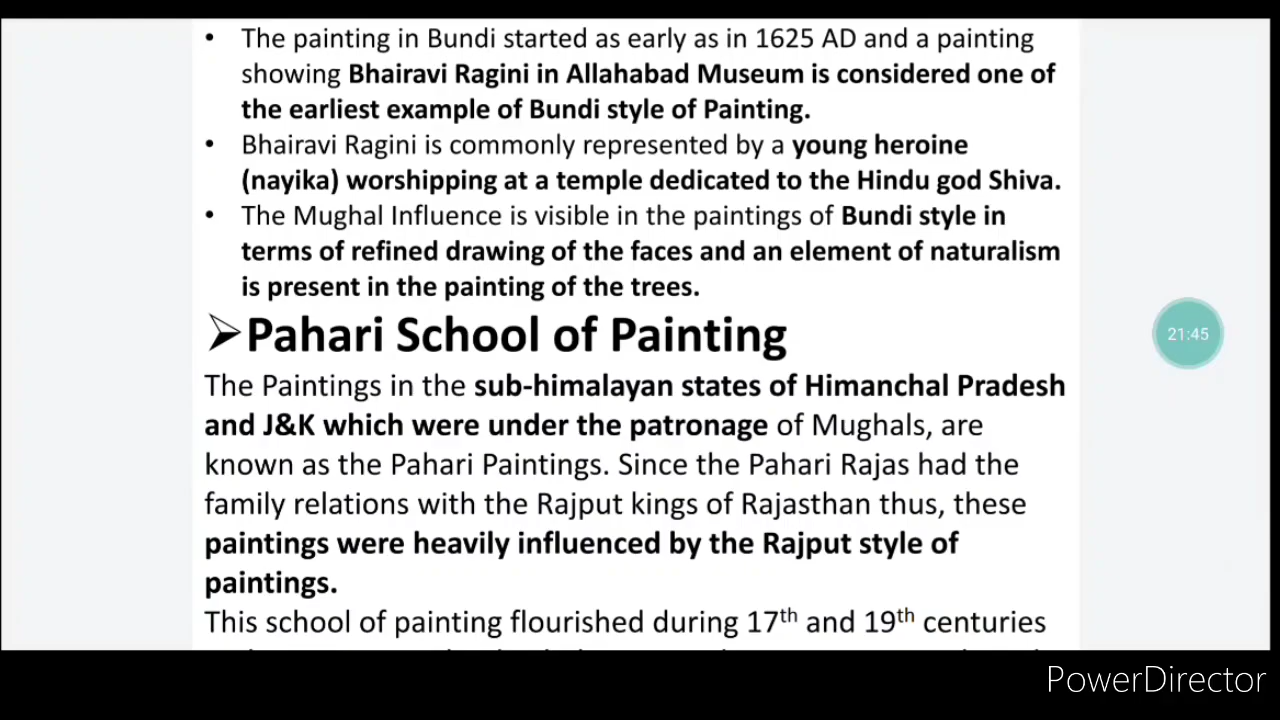 • The painting in Bundi started as early as in 1625 AD and a painting
showing Bhairavi Ragini in Allahabad Museum is considered one of
the earliest example of Bundi style of Painting.
• Bhairavi Ragini is commonly represented by a young heroine
(nayika) worshipping at a temple dedicated to the Hindu god Shiva.
• The Mughal Influence is visible in the paintings of Bundi style in
terms of refined drawing of the faces and an element of naturalism
is present in the painting of the trees.
➢Pahari School of Painting
The Paintings in the sub-himalayan states of Himanchal Pradesh
and J&K which were under the patronage of Mughals, are
known as the Pahari Paintings. Since the Pahari Rajas had the
family relations with the Rajput kings of Rajasthan thus, these
paintings were heavily influenced by the Rajput style of
paintings.
This school of painting flourished during 17th and 19th centuries
21:45
PowerDirector